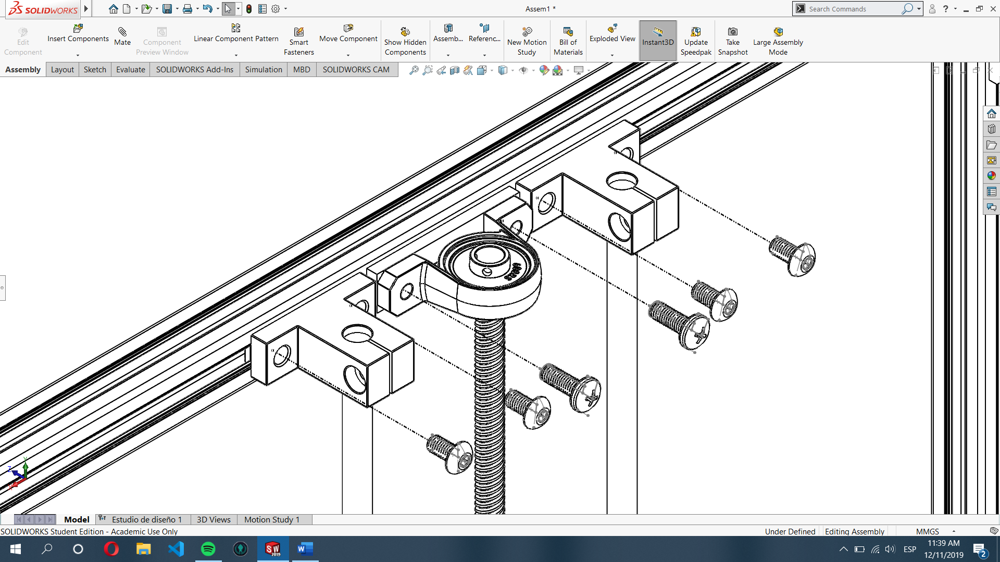 SOLIDWORKS
Assem1 *
Search Commands
?
Edit Component
Insert Components
Mate
Component Preview Window
Linear Component Pattern
Smart Fasteners
Move Component
Show Hidden Components
Assemb...
Referenc...
New Motion Study
Bill of Materials
Exploded View
Instant3D
Update Speedpak
Take Snapshot
Large Assembly Mode
Assembly
Layout
Sketch
Evaluate
SOLIDWORKS Add-Ins
Simulation
MBD
SOLIDWORKS CAM
Y
Z
X
Model
Estudio de diseño 1
3D Views
Motion Study 1
SOLIDWORKS Student Edition - Academic Use Only
Under Defined
Editing Assembly
MMGS
SW
2019
W
ESP
11:39 AM
12/11/2019
2